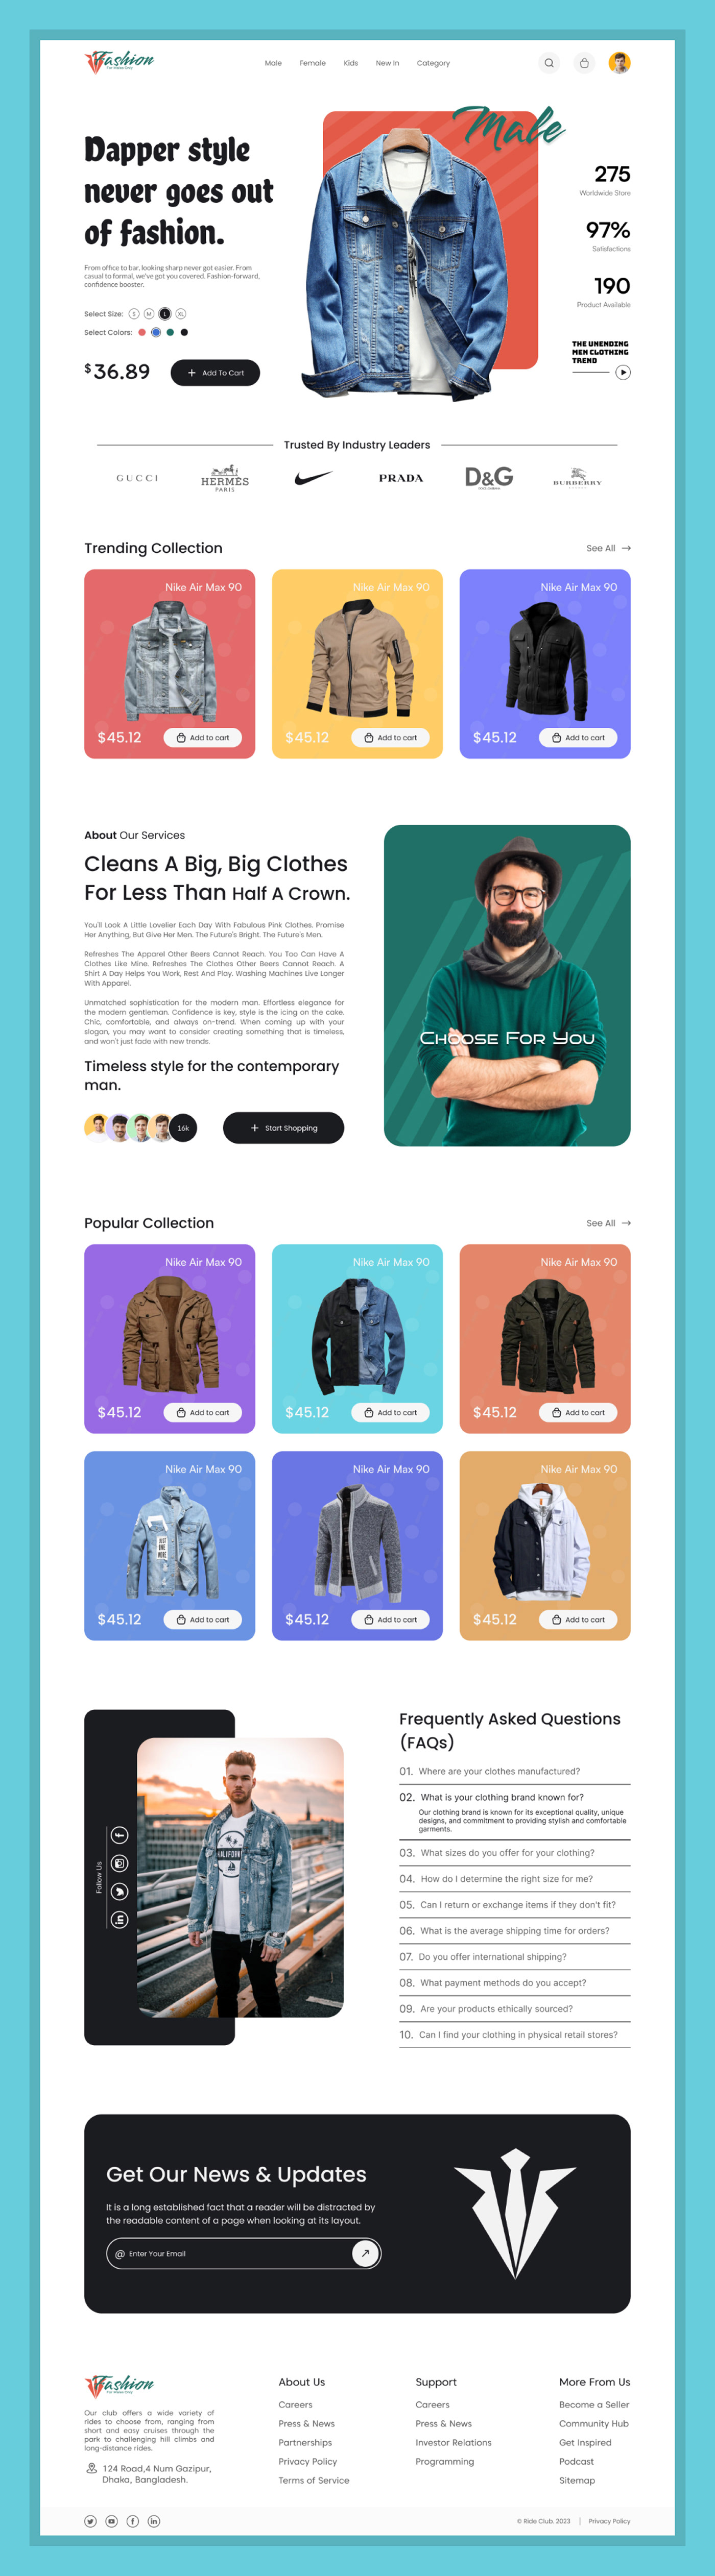 Fashion
For Males Only
Male
Female
Kids
New In
Category
Dapper style
never goes out
of fashion.
From office to bar, looking sharp never got easier. From
casual to formal, we've got you covered. Fashion-forward,
confidence booster.
Select Size:
S
M
L
XL
Select Colors:
$36.89
Add To Cart
Male
275
Worldwide Store
97%
Satisfactions
190
Product Available
THE UNENDING
MEN CLOTHING
TREND
Trusted By Industry Leaders
GUCCI
HERMÈS
PARIS
PRADA
D&G
BURBERRY
Trending Collection
See All
Nike Air Max 90
$45.12
Add to cart
Nike Air Max 90
$45.12
Add to cart
Nike Air Max 90
$45.12
Add to cart
About Our Services
Cleans A Big, Big Clothes
For Less Than Half A Crown.
You'll Look A Little Lovelier Each Day With Fabulous Pink Clothes. Promise
Her Anything, But Give Her Men. The Future's Bright. The Future's Men.
Refreshes The Apparel Other Beers Cannot Reach. You Too Can Have A
Clothes Like Mine. Refreshes The Clothes Other Beers Cannot Reach. A
Shirt A Day Helps You Work, Rest And Play. Washing Machines Live Longer
With Apparel.
Unmatched sophistication for the modern man. Effortless elegance for
the modern gentleman. Confidence is key, style is the icing on the cake.
Chic, comfortable, and always on-trend. When coming up with your
slogan, you may want to consider creating something that is timeless,
and won't just fade with new trends.
Timeless style for the contemporary
man.
16k
Start Shopping
Choose For You
Popular Collection
See All
Nike Air Max 90
$45.12
Add to cart
Nike Air Max 90
$45.12
Add to cart
Nike Air Max 90
$45.12
Add to cart
Nike Air Max 90
$45.12
Add to cart
Nike Air Max 90
$45.12
Add to cart
Nike Air Max 90
$45.12
Add to cart
Follow Us
KALIFORN
Frequently Asked Questions
(FAQs)
01. Where are your clothes manufactured?
02. What is your clothing brand known for?
Our clothing brand is known for its exceptional quality, unique
designs, and commitment to providing stylish and comfortable
garments.
03. What sizes do you offer for your clothing?
04. How do I determine the right size for me?
05. Can I return or exchange items if they don't fit?
06. What is the average shipping time for orders?
07. Do you offer international shipping?
08. What payment methods do you accept?
09. Are your products ethically sourced?
10. Can I find your clothing in physical retail stores?
Get Our News & Updates
It is a long established fact that a reader will be distracted by
the readable content of a page when looking at its layout.
@ Enter Your Email
Fashion
For Males Only
Our club offers a wide variety of
rides to choose from, ranging from
short and easy cruises through the
park to challenging hill climbs and
long-distance rides.
124 Road,4 Num Gazipur,
Dhaka, Bangladesh.
About Us
Careers
Press & News
Partnerships
Privacy Policy
Terms of Service
Support
Careers
Press & News
Investor Relations
Programming
More From Us
Become a Seller
Community Hub
Get Inspired
Podcast
Sitemap
© Ride Club. 2023
Privacy Policy